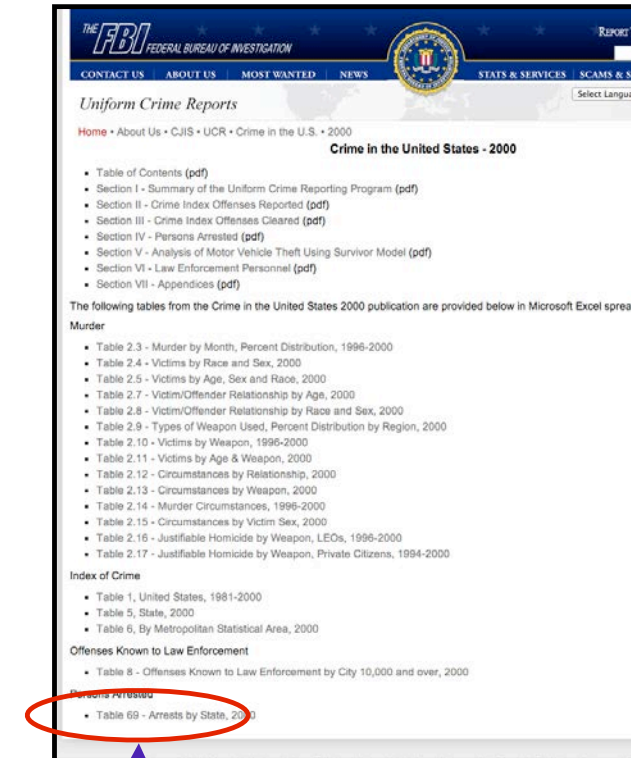 THE FBI FEDERAL BUREAU OF INVESTIGATION
REPORT
CONTACT US ABOUT US MOST WANTED NEWS STATS & SERVICES SCAMS & S
Select Langua
Uniform Crime Reports
Home • About Us • CJIS • UCR • Crime in the U.S. • 2000
Crime in the United States - 2000
• Table of Contents (pdf)
• Section I - Summary of the Uniform Crime Reporting Program (pdf)
• Section II - Crime Index Offenses Reported (pdf)
• Section III - Crime Index Offenses Cleared (pdf)
• Section IV - Persons Arrested (pdf)
• Section V - Analysis of Motor Vehicle Theft Using Survivor Model (pdf)
• Section VI - Law Enforcement Personnel (pdf)
• Section VII - Appendices (pdf)
The following tables from the Crime in the United States 2000 publication are provided below in Microsoft Excel sprea
Murder
• Table 2.3 - Murder by Month, Percent Distribution, 1996-2000
• Table 2.4 - Victims by Race and Sex, 2000
• Table 2.5 - Victims by Age, Sex and Race, 2000
• Table 2.7 - Victim/Offender Relationship by Age, 2000
• Table 2.8 - Victim/Offender Relationship by Race and Sex, 2000
• Table 2.9 - Types of Weapon Used, Percent Distribution by Region, 2000
• Table 2.10 - Victims by Weapon, 1996-2000
• Table 2.11 - Victims by Age & Weapon, 2000
• Table 2.12 - Circumstances by Relationship, 2000
• Table 2.13 - Circumstances by Weapon, 2000
• Table 2.14 - Murder Circumstances, 1996-2000
• Table 2.15 - Circumstances by Victim Sex, 2000
• Table 2.16 - Justifiable Homicide by Weapon, LEOs, 1996-2000
• Table 2.17 - Justifiable Homicide by Weapon, Private Citizens, 1994-2000
Index of Crime
• Table 1, United States, 1981-2000
• Table 5, State, 2000
• Table 6, By Metropolitan Statistical Area, 2000
Offenses Known to Law Enforcement
• Table 8 - Offenses Known to Law Enforcement by City 10,000 and over, 2000
Persons Arrested
• Table 69 - Arrests by State, 2000